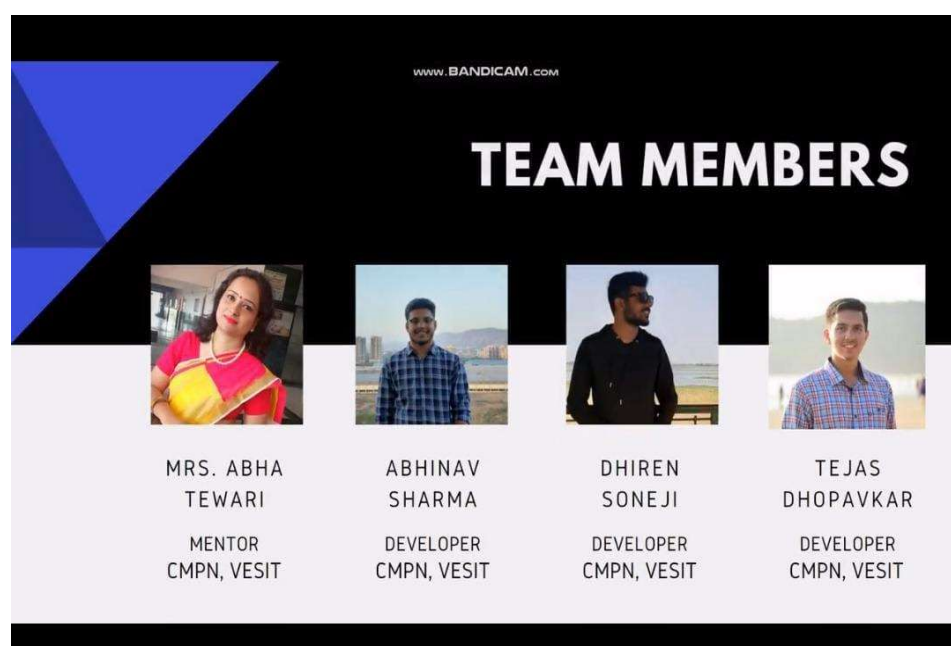 www.BANDICAM.com
TEAM MEMBERS
MRS. ABHA
TEWARI
MENTOR
CMPN, VESIT
ABHINAV
SHARMA
DEVELOPER
CMPN, VESIT
DHIREN
SONEJI
DEVELOPER
CMPN, VESIT
TEJAS
DHOPAVKAR
DEVELOPER
CMPN, VESIT